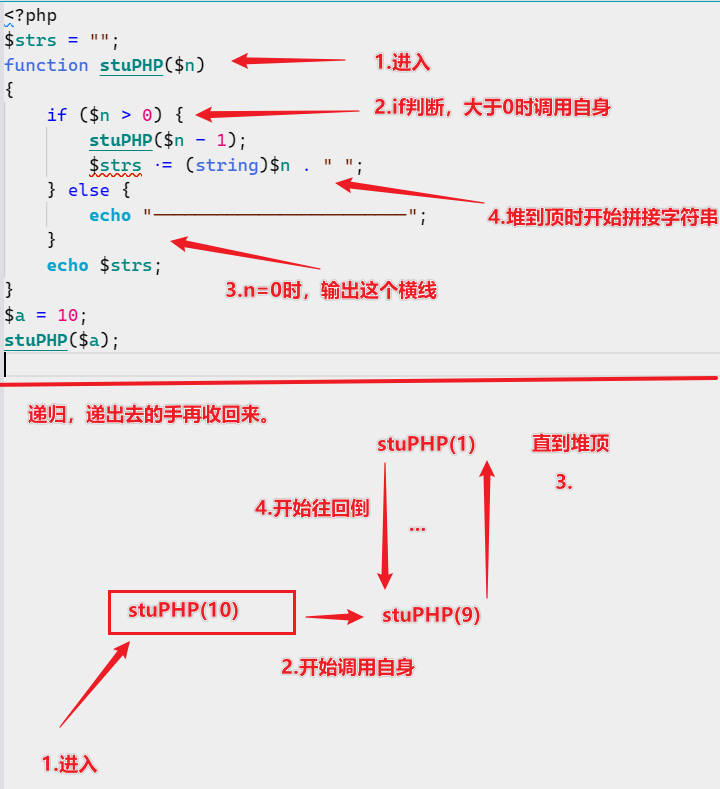 <?php
$strs = "";
function stuPHP($n)
1.进入
{
if ($n > 0) {
2.if判断，大于0时调用自身
stuPHP($n - 1);
$strs .= (string)$n . " ";
} else {
4.堆到顶时开始拼接字符串
echo "————————————————————————";
}
echo $strs;
3.n=0时，输出这个横线
}
$a = 10;
stuPHP($a);
递归，递出去的手再收回来。
stuPHP(1)
直到堆顶
3.
4.开始往回倒
...
stuPHP(10)
stuPHP(9)
2.开始调用自身
1.进入